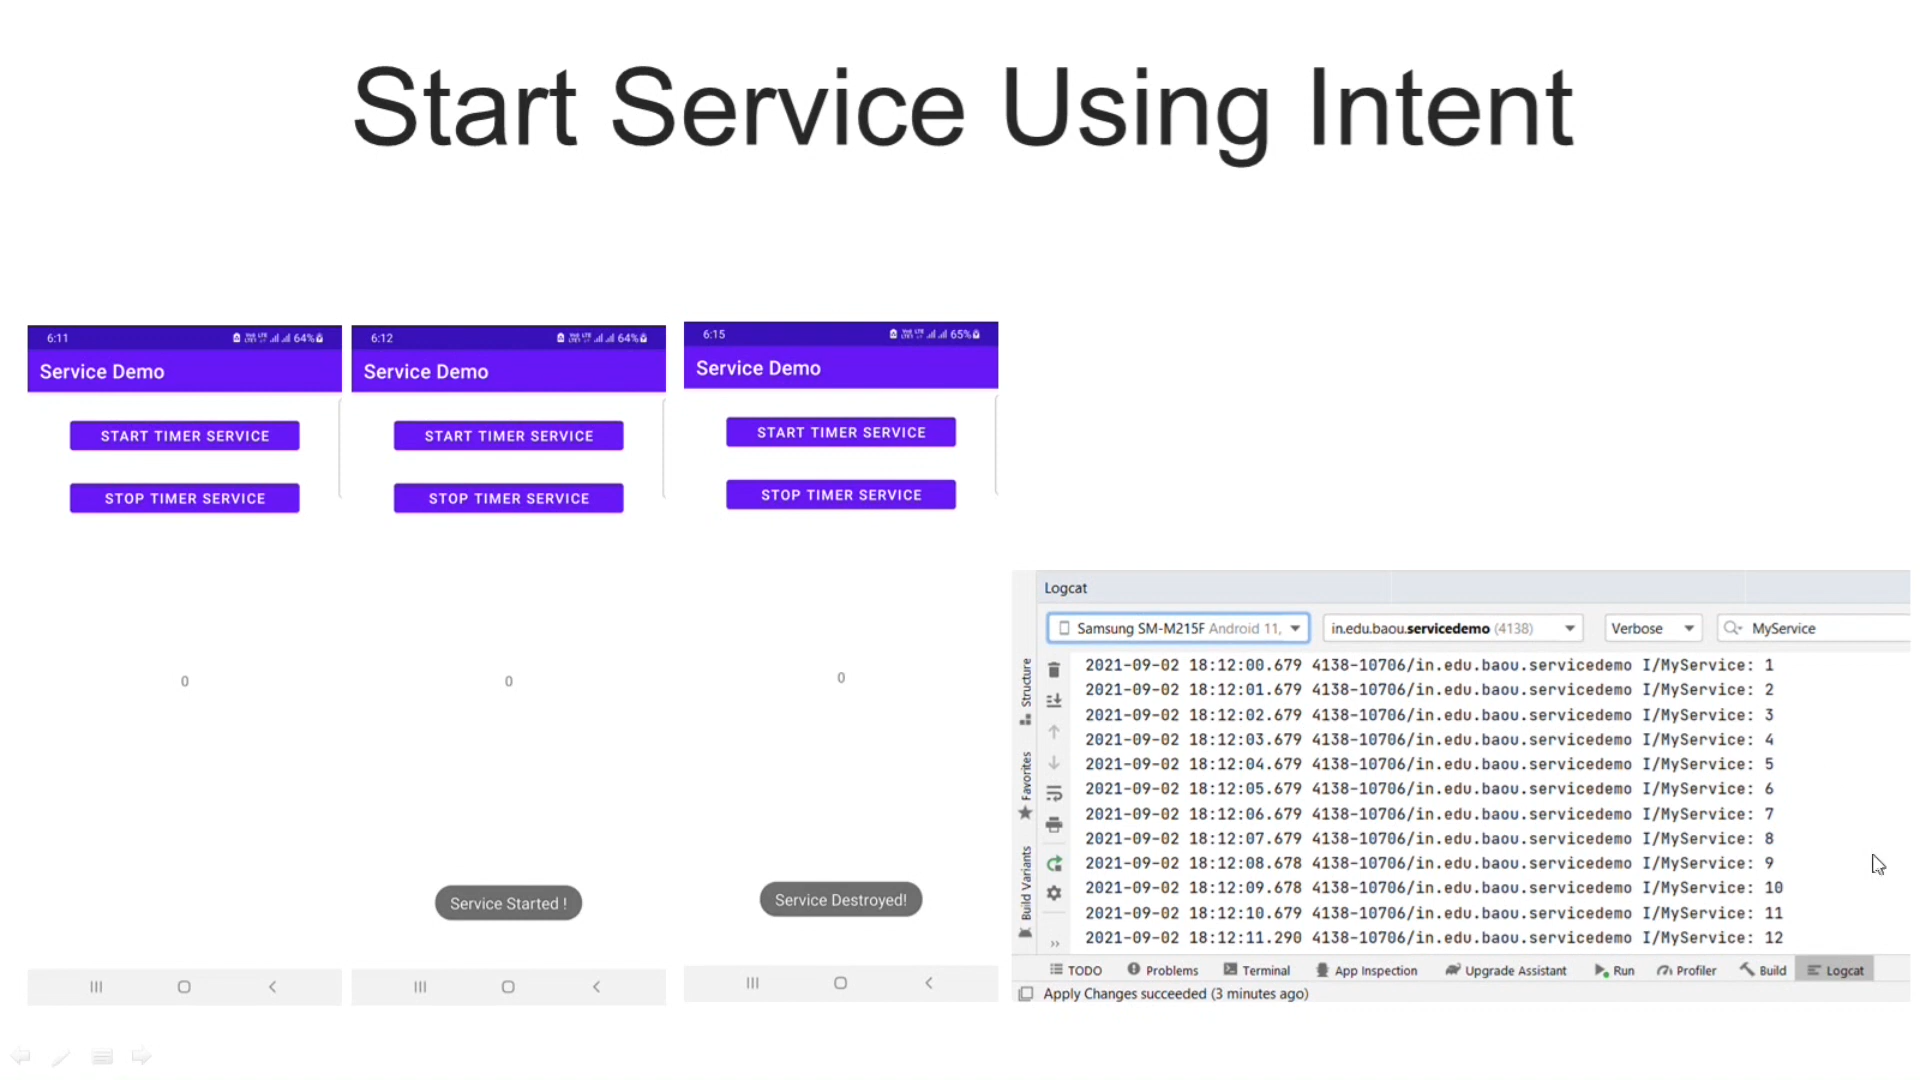 Start Service Using Intent
6:11
64%
Service Demo
START TIMER SERVICE
STOP TIMER SERVICE
0
6:12
64%
Service Demo
START TIMER SERVICE
STOP TIMER SERVICE
0
Service Started !
6:15
65%
Service Demo
START TIMER SERVICE
STOP TIMER SERVICE
0
Service Destroyed!
Logcat
Samsung SM-M215F Android 11, in.edu.baou.servicedemo (4138) Verbose MyService
Structure
Favorites
Build Variants
2021-09-02 18:12:00.679 4138-10706/in.edu.baou.servicedemo I/MyService: 1
2021-09-02 18:12:01.679 4138-10706/in.edu.baou.servicedemo I/MyService: 2
2021-09-02 18:12:02.679 4138-10706/in.edu.baou.servicedemo I/MyService: 3
2021-09-02 18:12:03.679 4138-10706/in.edu.baou.servicedemo I/MyService: 4
2021-09-02 18:12:04.679 4138-10706/in.edu.baou.servicedemo I/MyService: 5
2021-09-02 18:12:05.679 4138-10706/in.edu.baou.servicedemo I/MyService: 6
2021-09-02 18:12:06.679 4138-10706/in.edu.baou.servicedemo I/MyService: 7
2021-09-02 18:12:07.679 4138-10706/in.edu.baou.servicedemo I/MyService: 8
2021-09-02 18:12:08.678 4138-10706/in.edu.baou.servicedemo I/MyService: 9
2021-09-02 18:12:09.678 4138-10706/in.edu.baou.servicedemo I/MyService: 10
2021-09-02 18:12:10.679 4138-10706/in.edu.baou.servicedemo I/MyService: 11
2021-09-02 18:12:11.290 4138-10706/in.edu.baou.servicedemo I/MyService: 12
TODO Problems Terminal App Inspection Upgrade Assistant Run Profiler Build Logcat
Apply Changes succeeded (3 minutes ago)